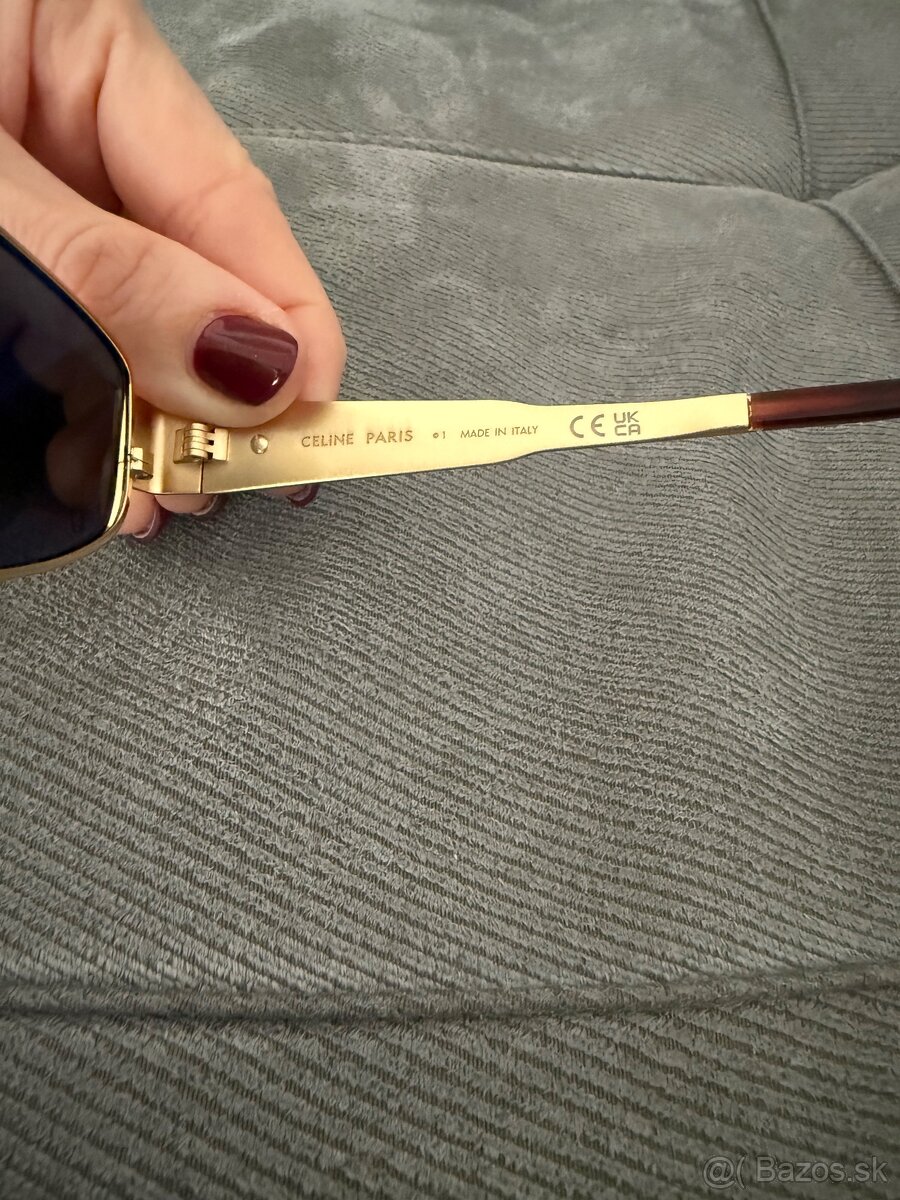 CELINE PARIS © 1 MADE IN ITALY CE UK CA
@( Bazos.sk